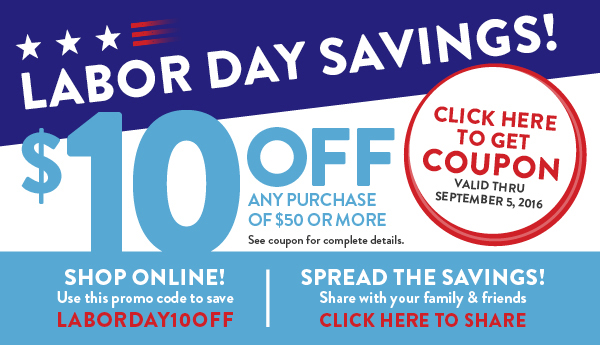 LABOR DAY SAVINGS!
$10 OFF
ANY PURCHASE
OF $50 OR MORE
See coupon for complete details.
CLICK HERE
TO GET
COUPON
VALID THRU
SEPTEMBER 5, 2016
SHOP ONLINE!
Use this promo code to save
LABORDAY10OFF
SPREAD THE SAVINGS!
Share with your family & friends
CLICK HERE TO SHARE